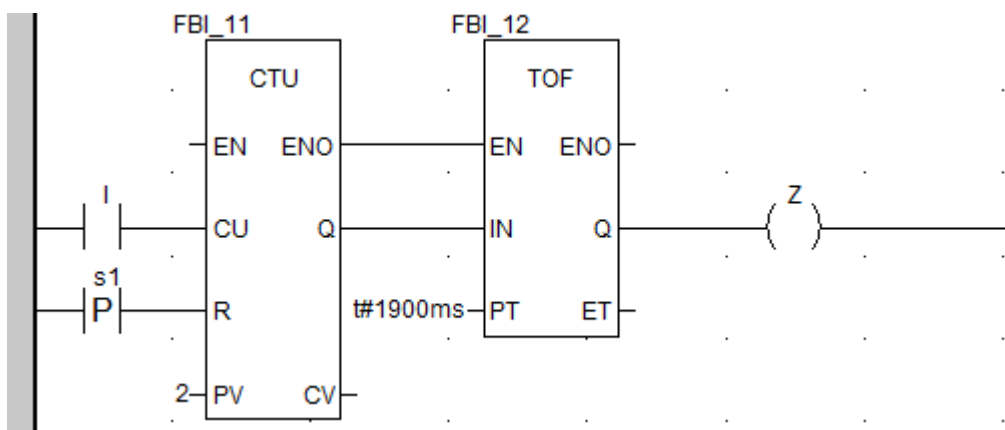 FBI_11 FBI_12
CTU TOF
EN ENO EN ENO
I Z
CU Q IN Q
s1
P R t#1900ms PT ET
2 PV CV